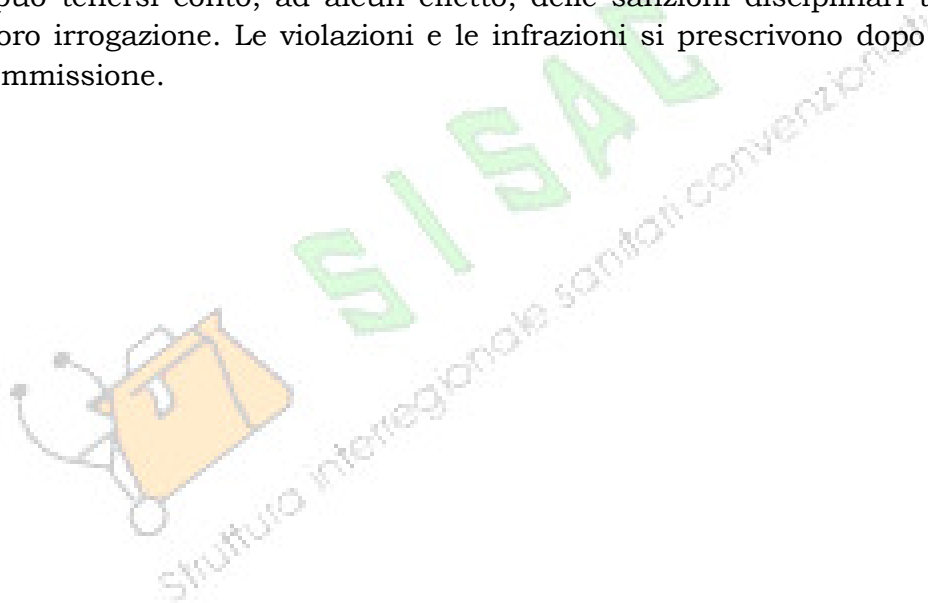 può tenersi conto, ad alcun effetto, delle sanzioni disciplinari t
oro irrogazione. Le violazioni e le infrazioni si prescrivono dopo
mmissione.
SISAC
Struttura interregionale sanitari convenzionati